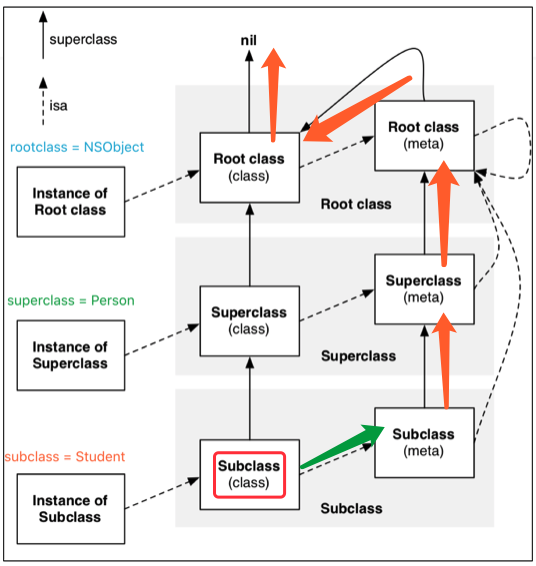 superclass
nil
isa
rootclass = NSObject
Root class
(meta)
Root class
(class)
Instance of
Root class
Root class
superclass = Person
Superclass
(meta)
Superclass
(class)
Instance of
Superclass
Superclass
subclass = Student
Subclass
(meta)
Subclass
(class)
Instance of
Subclass
Subclass